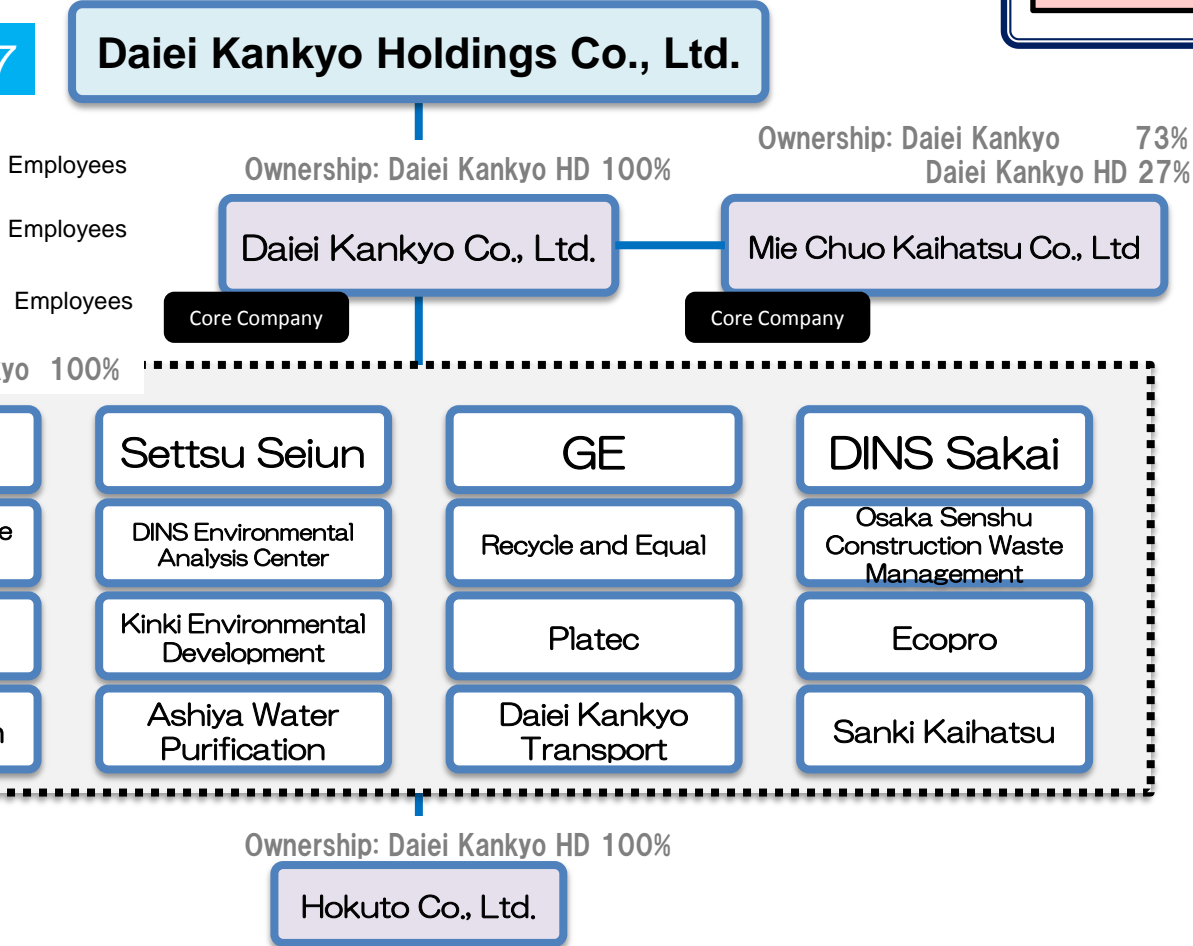 7
Daiei Kankyo Holdings Co., Ltd.
Employees
Ownership: Daiei Kankyo HD 100%
Ownership: Daiei Kankyo 73%
Daiei Kankyo HD 27%
Employees
Daiei Kankyo Co., Ltd.
Mie Chuo Kaihatsu Co., Ltd
Employees
Core Company
Core Company
yo 100%
Settsu Seiun
GE
DINS Sakai
e
DINS Environmental
Analysis Center
Recycle and Equal
Osaka Senshu
Construction Waste
Management
Kinki Environmental
Development
Platec
Ecopro
Ashiya Water
Purification
Daiei Kankyo
Transport
Sanki Kaihatsu
Ownership: Daiei Kankyo HD 100%
Hokuto Co., Ltd.